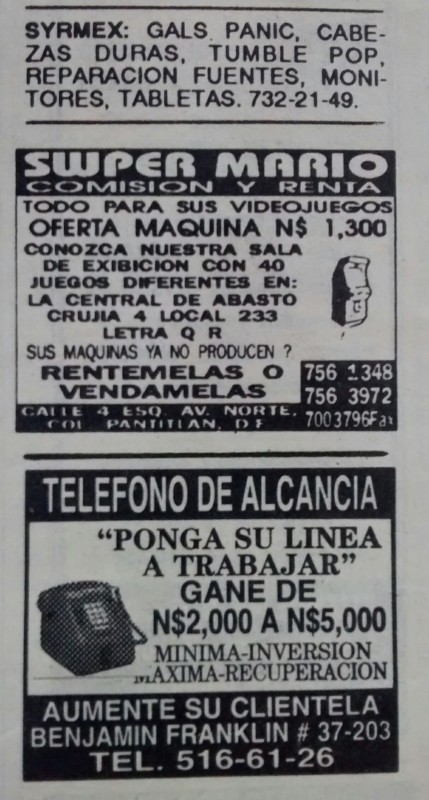 SYRMEX: GALS PANIC, CABE-
ZAS DURAS, TUMBLE POP,
REPARACION FUENTES, MONI-
TORES, TABLETAS. 732-21-49.
SWPER MARIO
COMISION Y RENTA
TODO PARA SUS VIDEOJUEGOS
OFERTA MAQUINA N$ 1,300
CONOZCA NUESTRA SALA
DE EXIBICION CON 40
JUEGOS DIFERENTES EN:
LA CENTRAL DE ABASTO
CRUJIA 4 LOCAL 233
LETRA Q R
SUS MAQUINAS YA NO PRODUCEN ?
RENTEMELAS O
VENDAMELAS
756 1348
756 3972
7003796Fax
CALLE 4 ESQ. AV. NORTE.
COL PANTITLAN, D F
TELEFONO DE ALCANCIA
“PONGA SU LINEA
A TRABAJAR”
GANE DE
N$2,000 A N$5,000
MINIMA-INVERSION
MAXIMA-RECUPERACION
AUMENTE SU CLIENTELA
BENJAMIN FRANKLIN # 37-203
TEL. 516-61-26